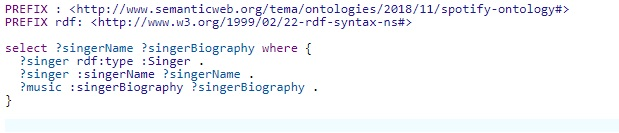 PREFIX : <http://www.semanticweb.org/tema/ontologies/2018/11/spotify-ontology#>
PREFIX rdf: <http://www.w3.org/1999/02/22-rdf-syntax-ns#>
select ?singerName ?singerBiography where {
?singer rdf:type :Singer .
?singer :singerName ?singerName .
?music :singerBiography ?singerBiography .
}